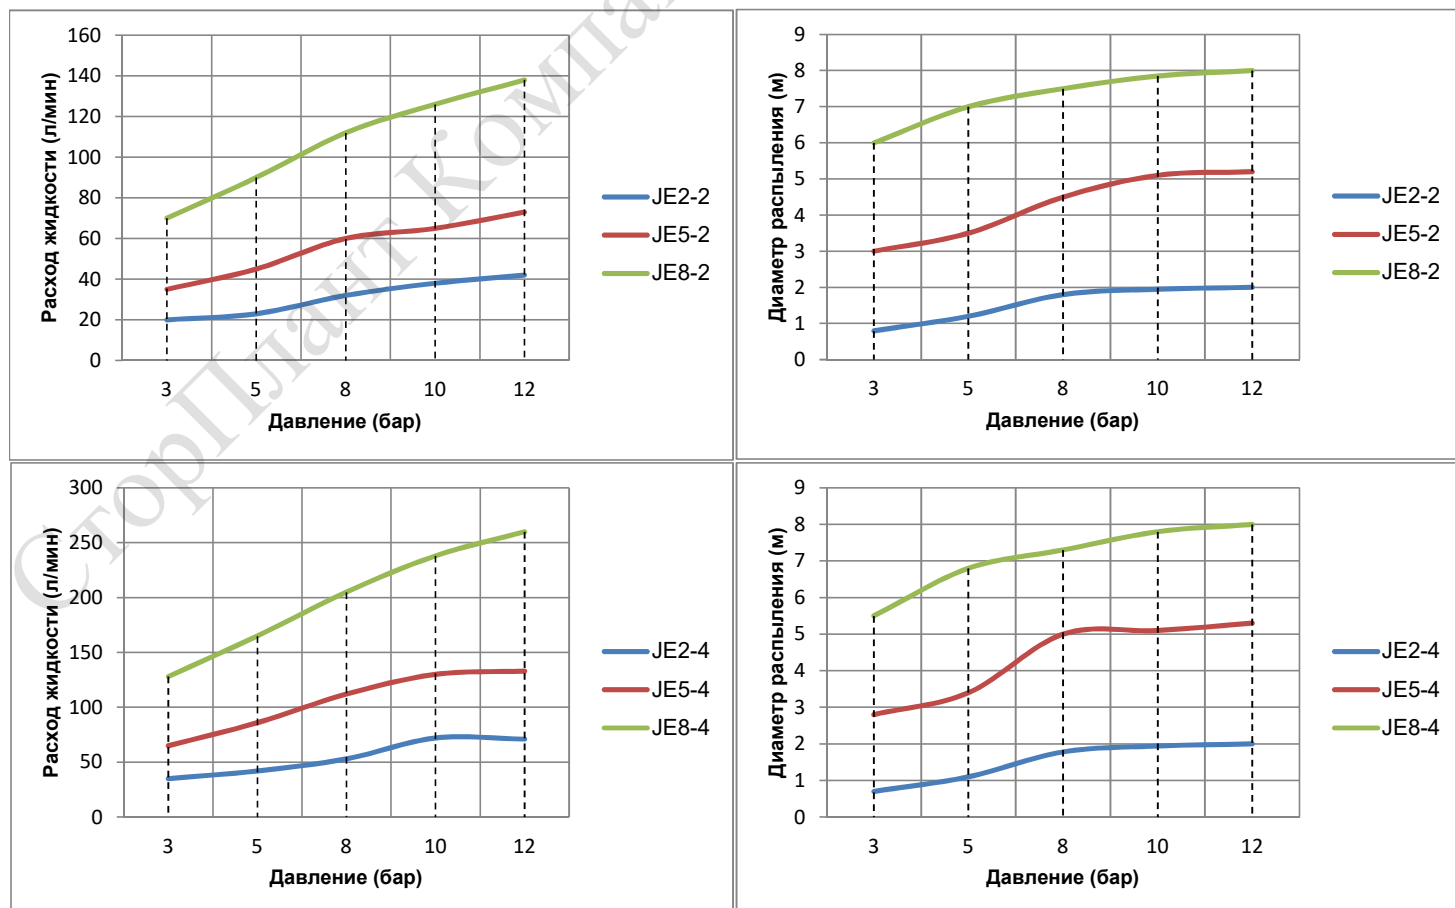 СторПлант Компа
160
140
120
100
80
60
40
20
0
Расход жидкости (л/мин)
3 5 8 10 12
Давление (бар)
JE2-2
JE5-2
JE8-2
9
8
7
6
5
4
3
2
1
0
Диаметр распыления (м)
3 5 8 10 12
Давление (бар)
JE2-2
JE5-2
JE8-2
300
250
200
150
100
50
0
Расход жидкости (л/мин)
3 5 8 10 12
Давление (бар)
JE2-4
JE5-4
JE8-4
9
8
7
6
5
4
3
2
1
0
Диаметр распыления (м)
3 5 8 10 12
Давление (бар)
JE2-4
JE5-4
JE8-4